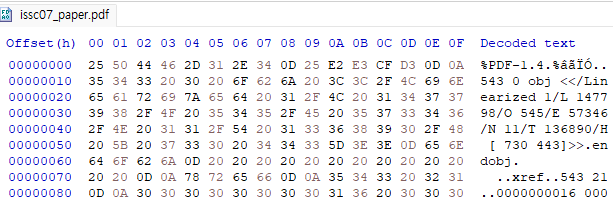 issc07_paper.pdf
Offset(h) 00 01 02 03 04 05 06 07 08 09 0A 0B 0C 0D 0E 0F Decoded text
00000000 25 50 44 46 2D 31 2E 34 0D 25 E2 E3 CF D3 0D 0A %PDF-1.4.%âãÏÓ..
00000010 35 34 33 20 30 20 6F 62 6A 20 3C 3C 2F 4C 69 6E 543 0 obj <</Lin
00000020 65 61 72 69 7A 65 64 20 31 2F 4C 20 31 34 37 37 earized 1/L 1477
00000030 39 38 2F 4F 20 35 34 35 2F 45 20 35 37 33 34 36 98/O 545/E 57346
00000040 2F 4E 20 31 31 2F 54 20 31 33 36 38 39 30 2F 48 /N 11/T 136890/H
00000050 20 5B 20 37 33 30 20 34 34 33 5D 3E 3E 0D 65 6E [ 730 443]>>.en
00000060 64 6F 62 6A 0D 20 20 20 20 20 20 20 20 20 20 20 dobj.
00000070 20 20 0D 0A 78 72 65 66 0D 0A 35 34 33 20 32 31 ..xref..543 21
00000080 0D 0A 30 30 30 30 30 30 30 30 31 36 20 30 30 30 ..0000000016 000